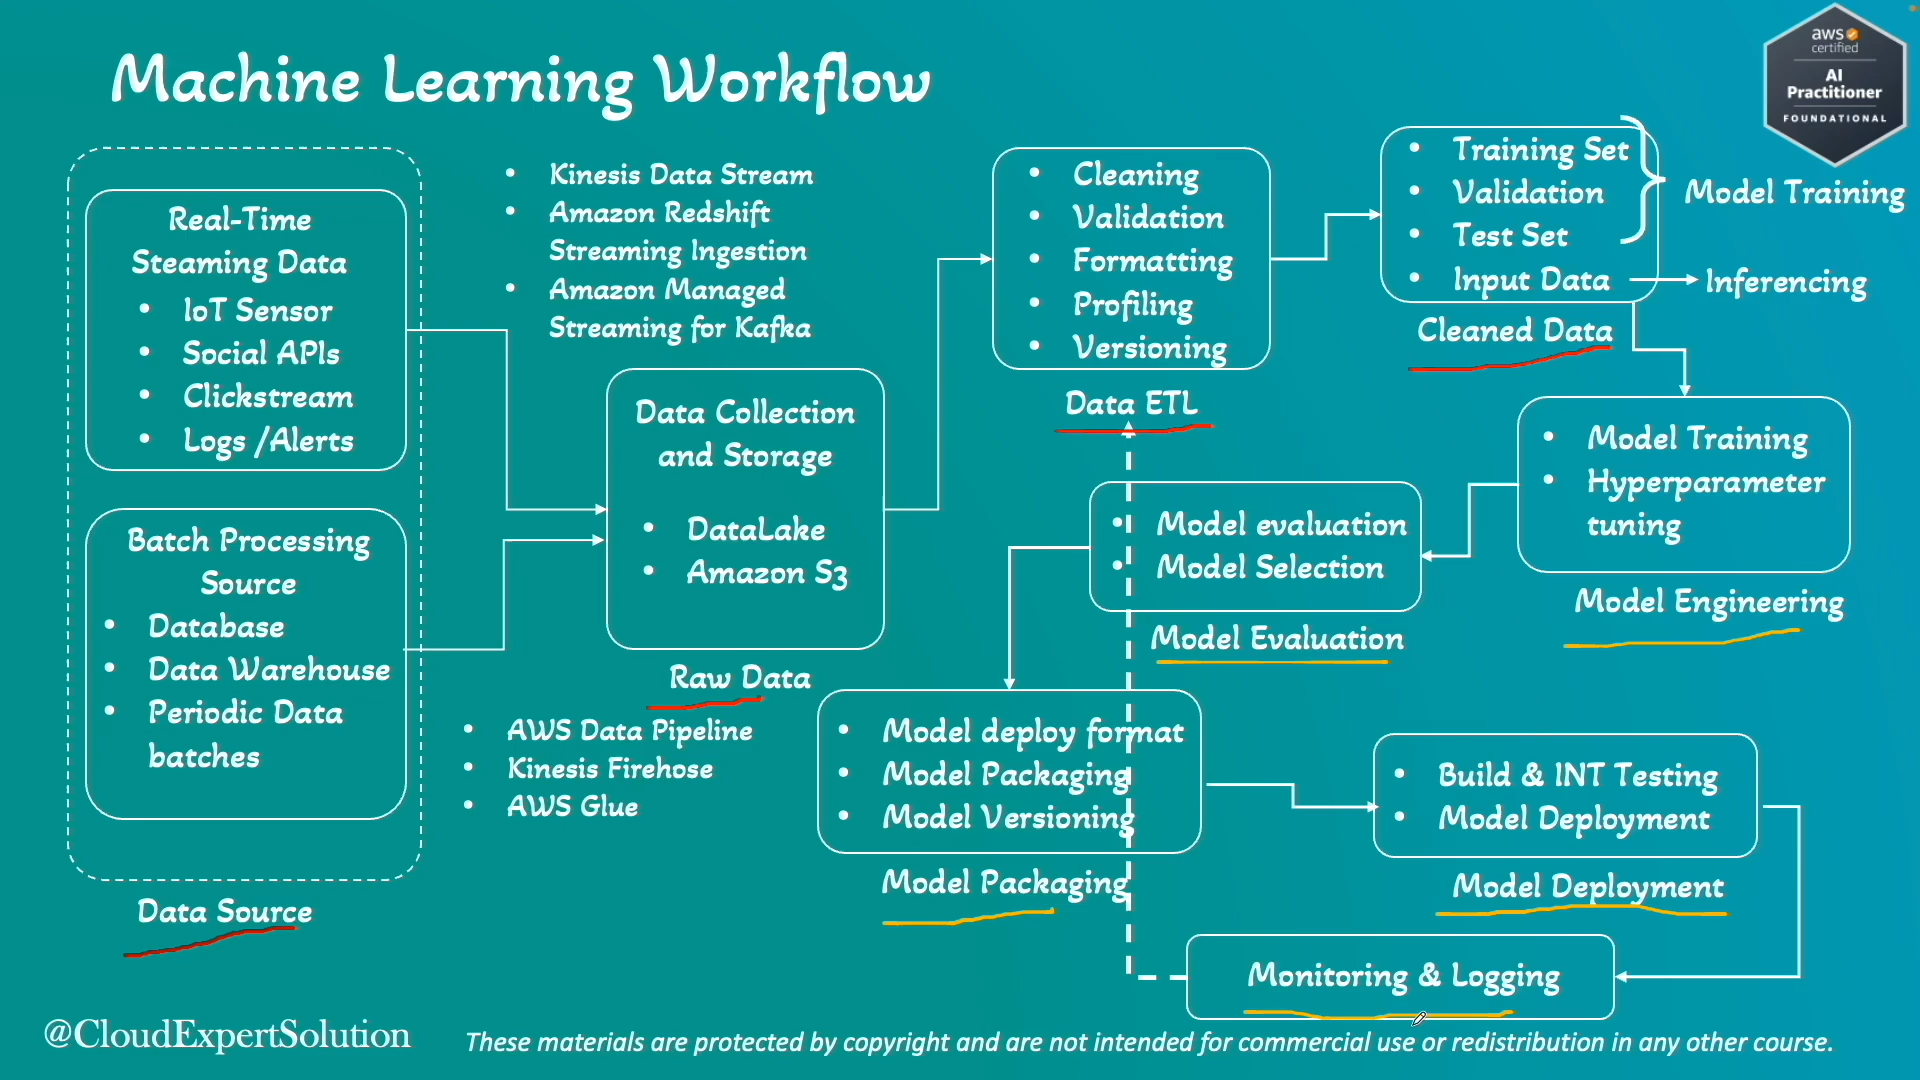 Machine Learning Workflow
aws
certified
AI
Practitioner
FOUNDATIONAL
Real-Time
Steaming Data
• IoT Sensor
• Social APIs
• Clickstream
• Logs /Alerts
Batch Processing
Source
• Database
• Data Warehouse
• Periodic Data
batches
Data Source
• Kinesis Data Stream
• Amazon Redshift
Streaming Ingestion
• Amazon Managed
Streaming for Kafka
Data Collection
and Storage
• DataLake
• Amazon S3
Raw Data
• AWS Data Pipeline
• Kinesis Firehose
• AWS Glue
• Cleaning
• Validation
• Formatting
• Profiling
• Versioning
Data ETL
• Training Set
• Validation
• Test Set
• Input Data
Model Training
Inferencing
Cleaned Data
• Model Training
• Hyperparameter
tuning
Model Engineering
• Model evaluation
• Model Selection
Model Evaluation
• Model deploy format
• Model Packaging
• Model Versioning
Model Packaging
• Build & INT Testing
• Model Deployment
Model Deployment
Monitoring & Logging
@CloudExpertSolution
These materials are protected by copyright and are not intended for commercial use or redistribution in any other course.